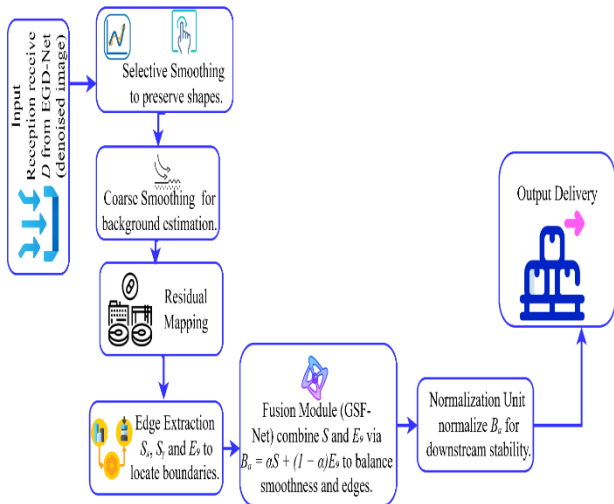 Input
Reception receive
D from EGD-Net
(denoised image)
Selective Smoothing
to preserve shapes.
Coarse Smoothing for
background estimation.
Residual
Mapping
Edge Extraction
Sₓ, Sᵧ and E𝜗 to
locate boundaries.
Fusion Module (GSF-
Net) combine S and E𝜗 via
Bₐ = αS + (1 − α)E𝜗 to balance
smoothness and edges.
Normalization Unit
normalize Bₐ for
downstream stability.
Output Delivery